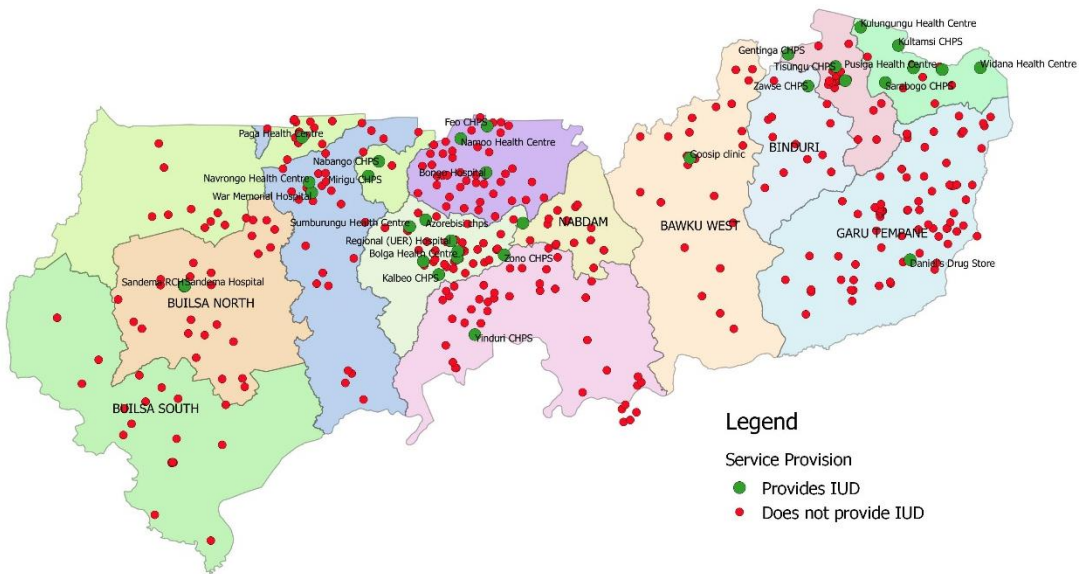 Kulungungu Health Centre
Kultamsi CHPS
Gentinga CHPS
Tisungu CHPS
Pusiga Health Centre
Widana Health Centre
Zawse CHPS
Sarabogo CHPS
Feo CHPS
Paga Health Centre
Namoo Health Centre
BINDURI
Nabango CHPS
Goosip clinic
Bongo Hospital
Navrongo Health Centre
Mirigu CHPS
War Memorial Hospital
Sumburungu Health Centre
Azorebis chps
NABDAM
BAWKU WEST
GARU TEMPANE
Regional (UER) Hospital
Bolga Health Centre
Zono CHPS
Daniel's Drug Store
Kalbeo CHPS
Sandema RCH
Sandema Hospital
BUILSA NORTH
Yinduri CHPS
BUILSA SOUTH
Legend
Service Provision
Provides IUD
Does not provide IUD